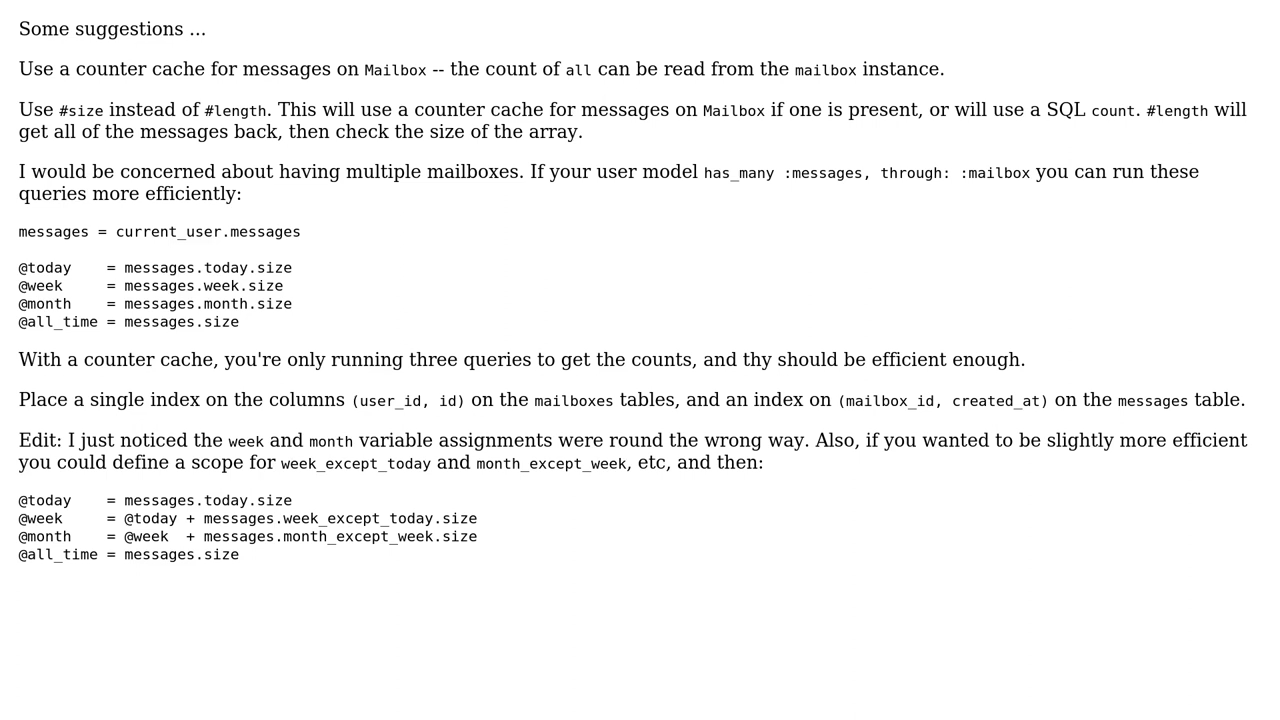 Some suggestions ...
Use a counter cache for messages on Mailbox -- the count of all can be read from the mailbox instance.
Use #size instead of #length. This will use a counter cache for messages on Mailbox if one is present, or will use a SQL count. #length will
get all of the messages back, then check the size of the array.
I would be concerned about having multiple mailboxes. If your user model has_many :messages, through: :mailbox you can run these
queries more efficiently:
messages = current_user.messages
@today    = messages.today.size
@week     = messages.week.size
@month    = messages.month.size
@all_time = messages.size
With a counter cache, you're only running three queries to get the counts, and thy should be efficient enough.
Place a single index on the columns (user_id, id) on the mailboxes tables, and an index on (mailbox_id, created_at) on the messages table.
Edit: I just noticed the week and month variable assignments were round the wrong way. Also, if you wanted to be slightly more efficient
you could define a scope for week_except_today and month_except_week, etc, and then:
@today    = messages.today.size
@week     = @today + messages.week_except_today.size
@month    = @week  + messages.month_except_week.size
@all_time = messages.size